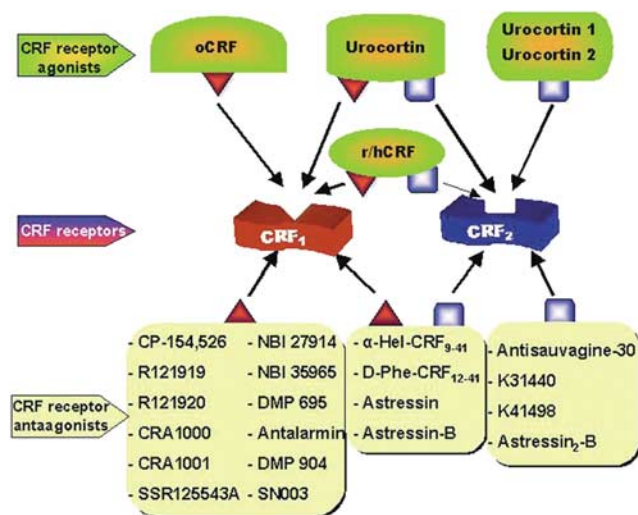 CRF receptor
agonists
oCRF
Urocortin
Urocortin 1
Urocortin 2
r/hCRF
CRF receptors
CRF₁
CRF₂
CRF receptor
antaagonists
- CP-154,526
- R121919
- R121920
- CRA1000
- CRA1001
- SSR125543A
- NBI 27914
- NBI 35965
- DMP 695
- Antalarmin
- DMP 904
- SN003
- α-Hel-CRF₉₋₄₁
- D-Phe-CRF₁₂₋₄₁
- Astressin
- Astressin-B
- Antisauvagine-30
- K31440
- K41498
- Astressin₂-B